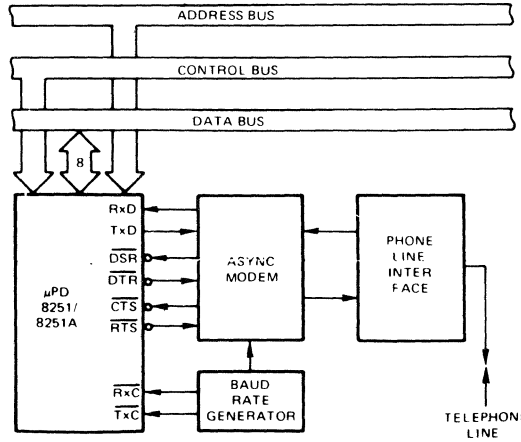 ADDRESS BUS
CONTROL BUS
DATA BUS
8
RxD
TxD
DSR
DTR
CTS
RTS
RxC
TxC
μPD
8251/
8251A
ASYNC
MODEM
PHONE
LINE
INTER
FACE
BAUD
RATE
GENERATOR
TELEPHONE
LINE